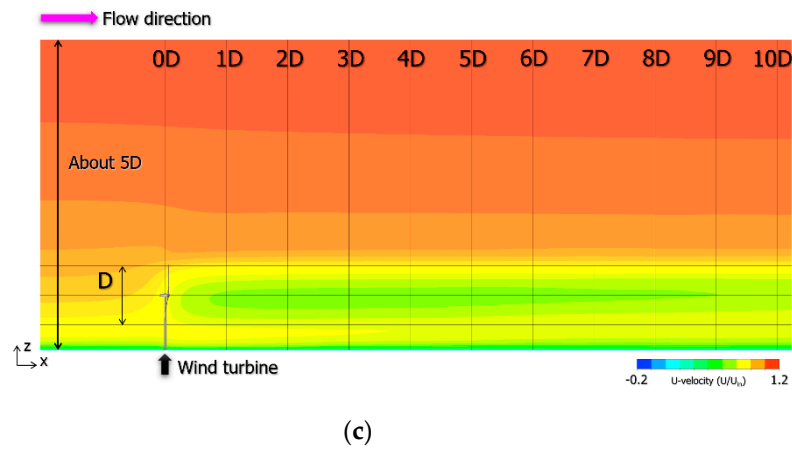 Flow direction
0D 1D 2D 3D 4D 5D 6D 7D 8D 9D 10D
About 5D
D
z
x
Wind turbine
-0.2 U-velocity (U/Uin) 1.2
(c)